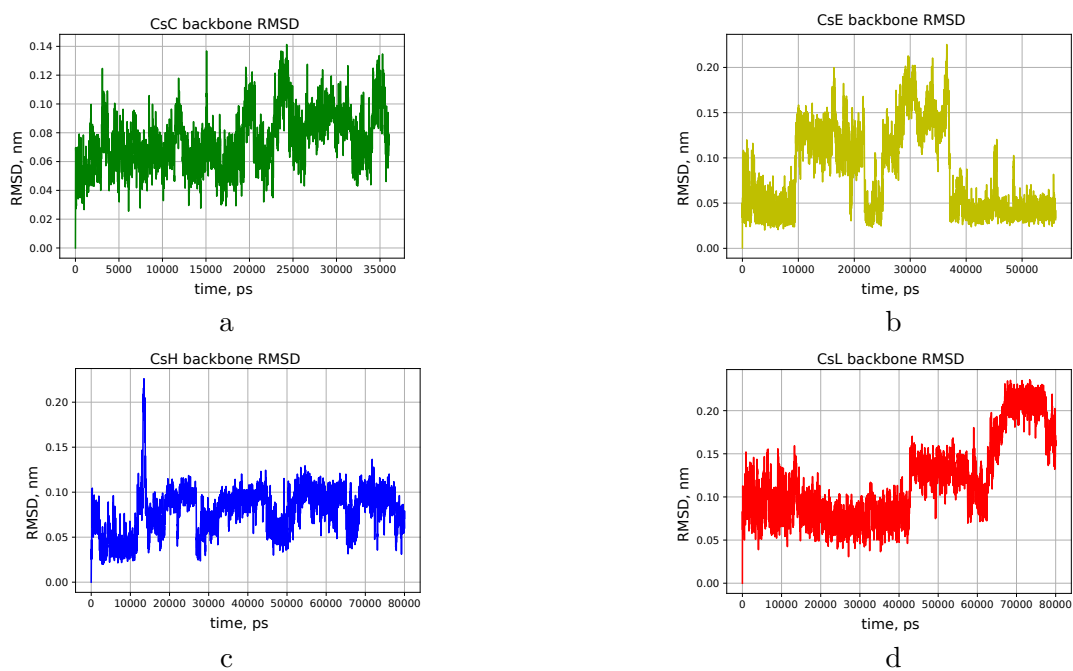 CsC backbone RMSD
0.14
0.12
0.10
0.08
0.06
0.04
0.02
0.00
RMSD, nm
0 5000 10000 15000 20000 25000 30000 35000
time, ps
a
CsE backbone RMSD
0.20
0.15
0.10
0.05
0.00
RMSD, nm
0 10000 20000 30000 40000 50000
time, ps
b
CsH backbone RMSD
0.20
0.15
0.10
0.05
0.00
RMSD, nm
0 10000 20000 30000 40000 50000 60000 70000 80000
time, ps
c
CsL backbone RMSD
0.20
0.15
0.10
0.05
0.00
RMSD, nm
0 10000 20000 30000 40000 50000 60000 70000 80000
time, ps
d